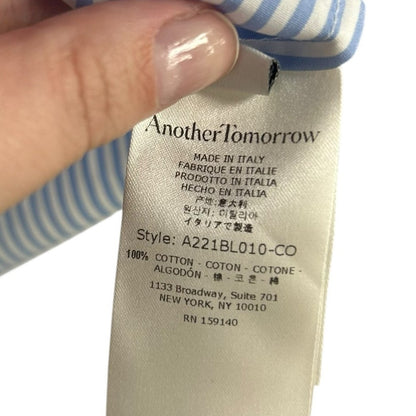 AnotherTomorrow
MADE IN ITALY
FABRIQUE EN ITALIE
PRODOTTO IN ITALIA
HECHO EN ITALIA
产地:意大利
원산지: 이탈리아
イタリアで製造
Style: A221BL010-CO
100% COTTON - COTON - COTONE -
ALGODÓN - 棉 - 코튼 - 綿
1133 Broadway, Suite 701
NEW YORK, NY 10010
RN 159140